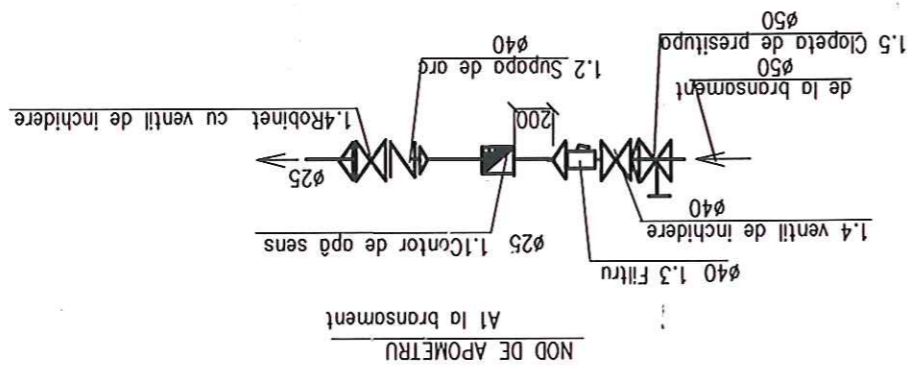 NOD DE APOMETRU
A1 la bransament
ø40 1.3 Filtru
1.4 ventil de inchidere
ø40
ø25 1.1Contor de apă sens
ø25
200
1.4Robinet cu ventil de inchidere
de la bransament
ø50
1.2 Supapa de
ø40
1.5 Clapeta de presitupa
ø50